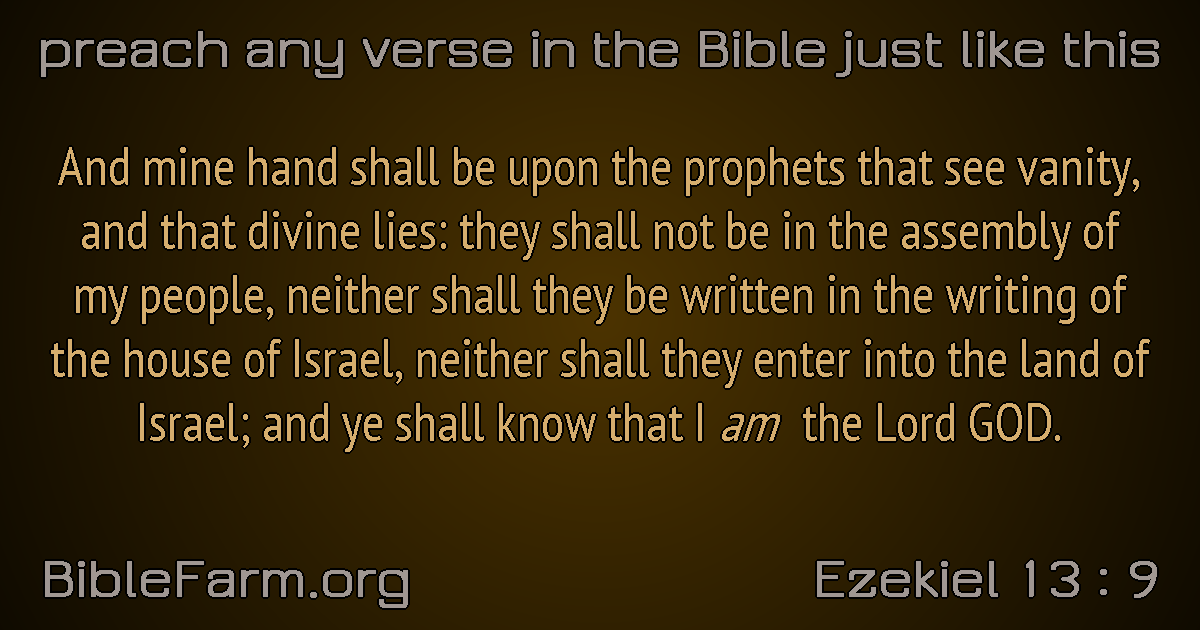 preach any verse in the Bible just like this
And mine hand shall be upon the prophets that see vanity,
and that divine lies: they shall not be in the assembly of
my people, neither shall they be written in the writing of
the house of Israel, neither shall they enter into the land of
Israel; and ye shall know that I am the Lord GOD.
BibleFarm.org
Ezekiel 13 : 9